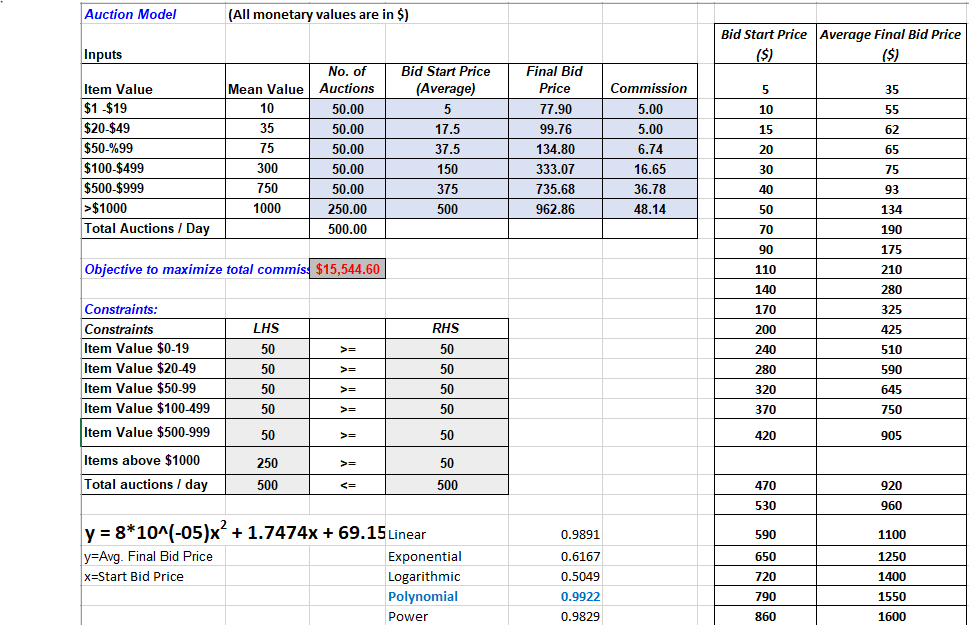 Auction Model (All monetary values are in $)
Bid Start Price Average Final Bid Price
Inputs ($) ($)
No. of Bid Start Price Final Bid
Item Value Mean Value Auctions (Average) Price Commission 5 35
$1 -$19 10 50.00 5 77.90 5.00 10 55
$20-$49 35 50.00 17.5 99.76 5.00 15 62
$50-%99 75 50.00 37.5 134.80 6.74 20 65
$100-$499 300 50.00 150 333.07 16.65 30 75
$500-$999 750 50.00 375 735.68 36.78 40 93
>$1000 1000 250.00 500 962.86 48.14 50 134
Total Auctions / Day 500.00 70 190
90 175
Objective to maximize total commis $15,544.60 110 210
140 280
Constraints: 170 325
Constraints LHS RHS 200 425
Item Value $0-19 50 >= 50 240 510
Item Value $20-49 50 >= 50 280 590
Item Value $50-99 50 >= 50 320 645
Item Value $100-499 50 >= 50 370 750
Item Value $500-999 50 >= 50 420 905
Items above $1000 250 >= 50
Total auctions / day 500 <= 500 470 920
530 960
y = 8*10^(-05)x² + 1.7474x + 69.15 Linear 0.9891 590 1100
y=Avg. Final Bid Price Exponential 0.6167 650 1250
x=Start Bid Price Logarithmic 0.5049 720 1400
Polynomial 0.9922 790 1550
Power 0.9829 860 1600